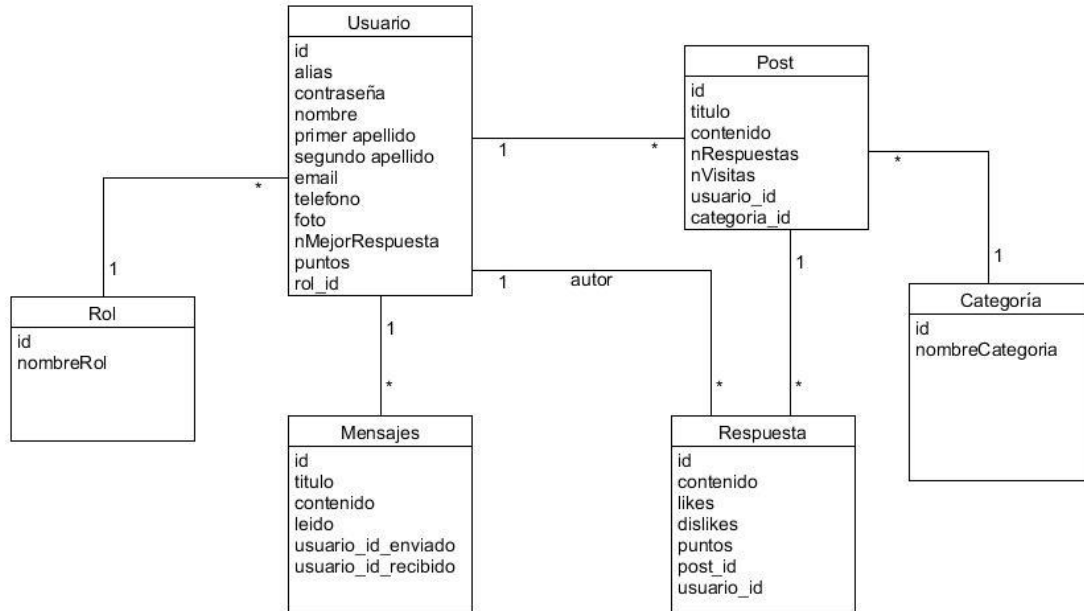 Usuario
id
alias
contraseña
nombre
primer apellido
segundo apellido
email
telefono
foto
nMejorRespuesta
puntos
rol_id
Post
id
titulo
contenido
nRespuestas
nVisitas
usuario_id
categoria_id
1
*
*
1
*
1
1
autor
*
1
*
1
*
Rol
id
nombreRol
Categoría
id
nombreCategoria
Mensajes
id
titulo
contenido
leido
usuario_id_enviado
usuario_id_recibido
Respuesta
id
contenido
likes
dislikes
puntos
post_id
usuario_id